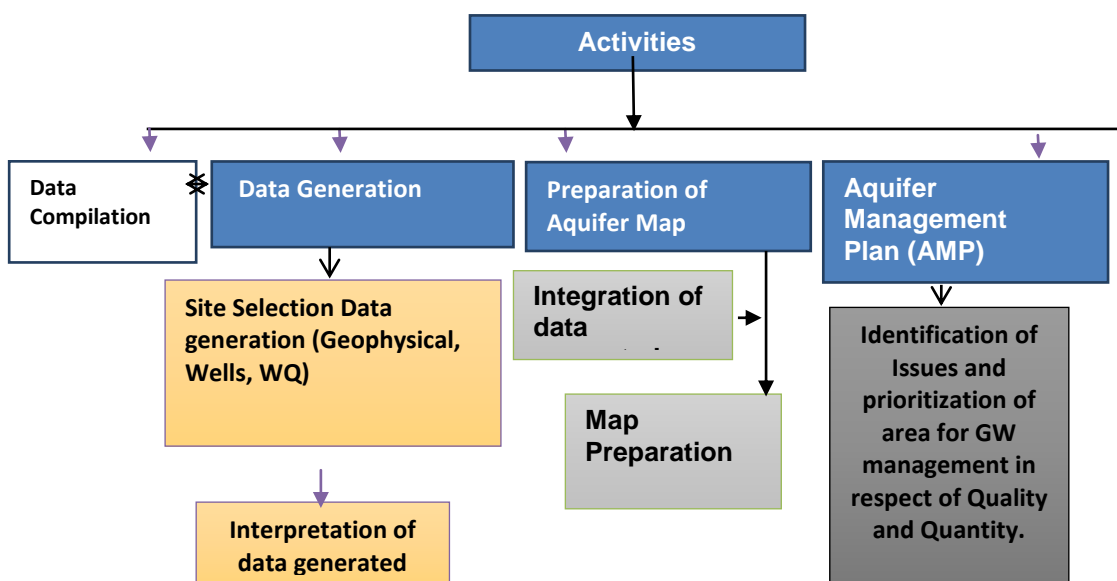 Activities
Data
Compilation
Data Generation
Preparation of
Aquifer Map
Aquifer
Management
Plan (AMP)
Site Selection Data
generation (Geophysical,
Wells, WQ)
Integration of
data
Map
Preparation
Identification of
Issues and
prioritization of
area for GW
management in
respect of Quality
and Quantity.
Interpretation of
data generated